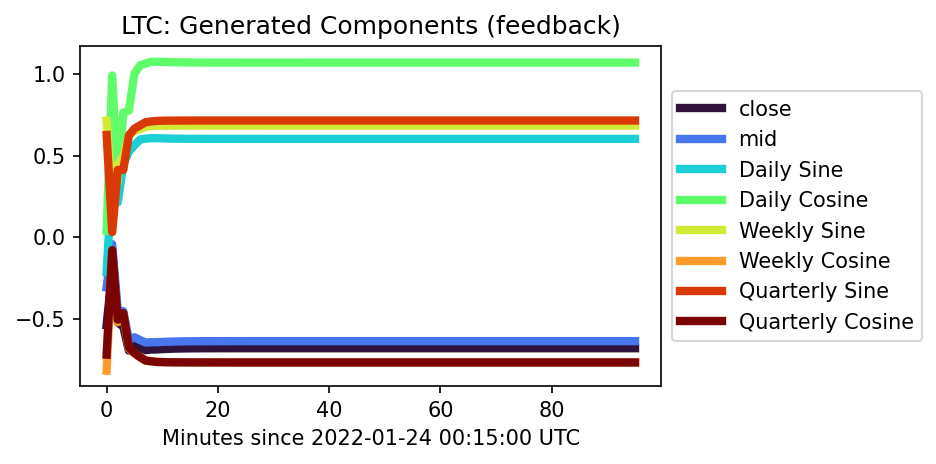 LTC: Generated Components (feedback)
1.0
0.5
0.0
−0.5
0
20
40
60
80
Minutes since 2022-01-24 00:15:00 UTC
close
mid
Daily Sine
Daily Cosine
Weekly Sine
Weekly Cosine
Quarterly Sine
Quarterly Cosine